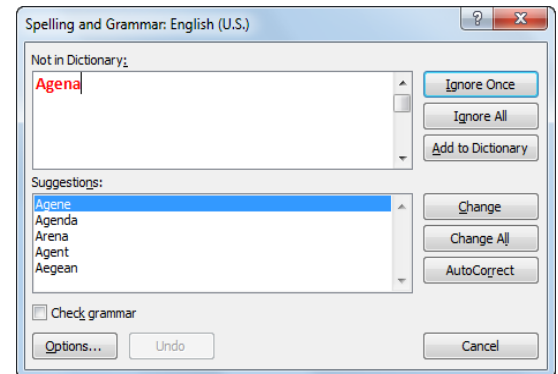 Spelling and Grammar: English (U.S.)
Not in Dictionary:
Agena
Ignore Once
Ignore All
Add to Dictionary
Suggestions:
Agene
Agenda
Arena
Agent
Aegean
Change
Change All
AutoCorrect
Check grammar
Options...
Undo
Cancel